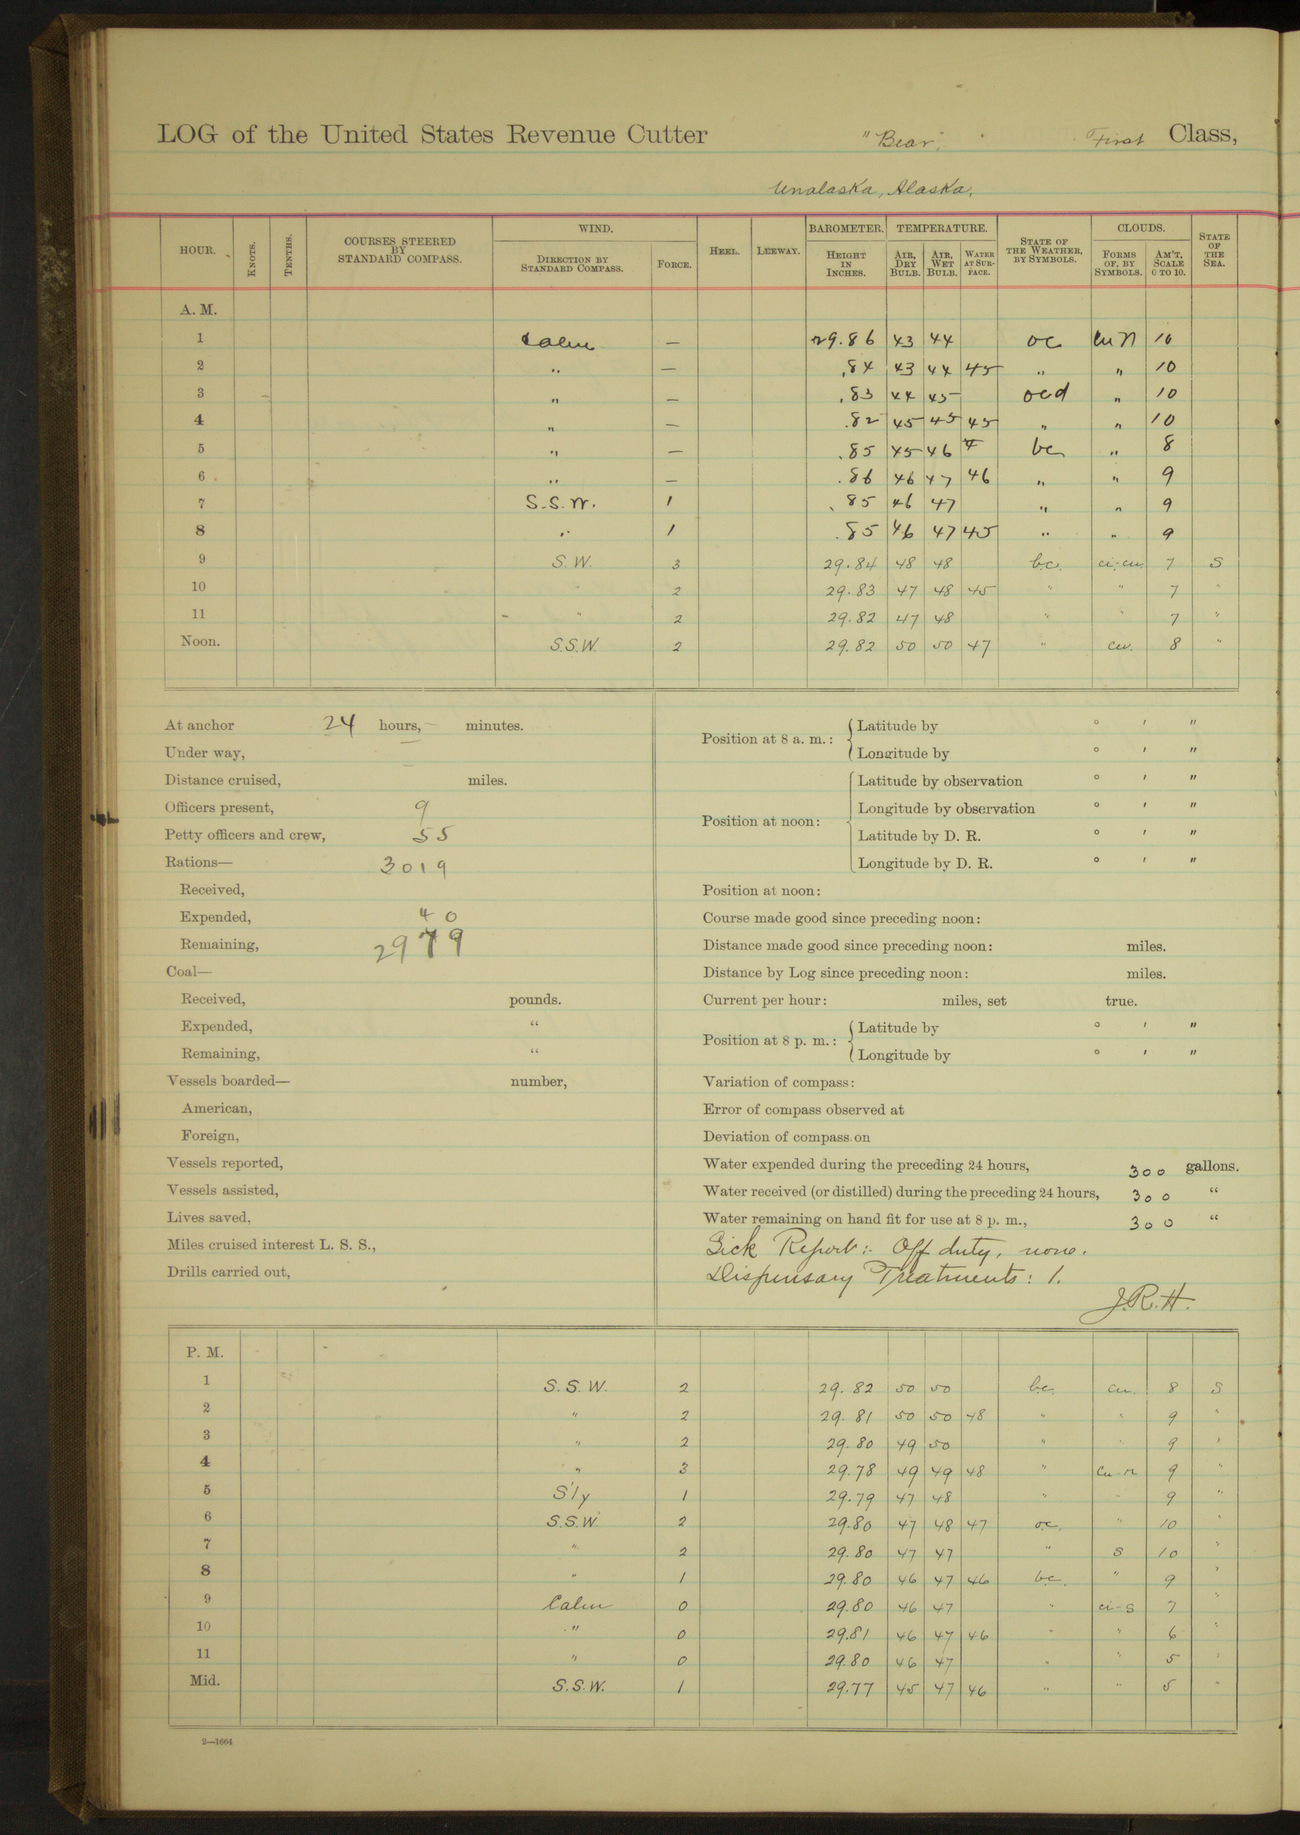 LOG of the United States Revenue Cutter "Bear," First Class,
Unalaska, Alaska,
HOUR. KNOTS. TENTHS. COURSES STEERED BY STANDARD COMPASS. WIND. DIRECTION BY STANDARD COMPASS. FORCE. HEEL. LEEWAY. BAROMETER. HEIGHT IN INCHES. TEMPERATURE. AIR, DRY BULB. AIR, WET BULB. WATER AT SURFACE. STATE OF THE WEATHER, BY SYMBOLS. CLOUDS. FORMS OF, BY SYMBOLS. AM'T, SCALE 0 TO 10. STATE OF THE SEA.
A. M.
1 Calm — 29.86 43 44 oc cu n 10
2 " — .84 43 44 45 " " 10
3 " — .83 44 45 ocd " 10
4 " — .82 45 45 45 " " 10
5 " — .85 45 46 bc " 8
6 " — .86 46 47 46 " " 9
7 S.S.W. 1 .85 46 47 " " 9
8 " 1 .85 46 47 45 " " 9
9 S.W. 3 29.84 48 48 b.c. ci-cu 7 S
10 " 2 29.83 47 48 45 " " 7 "
11 " 2 29.82 47 48 " " 7 "
Noon. S.S.W. 2 29.82 50 50 47 " cu. 8 "
At anchor 24 hours, — minutes.
Under way, —
Distance cruised, miles.
Officers present, 9
Petty officers and crew, 55
Rations— 3019
Received,
Expended, 40
Remaining, 2979
Coal—
Received, pounds.
Expended, "
Remaining, "
Vessels boarded— number,
American,
Foreign,
Vessels reported,
Vessels assisted,
Lives saved,
Miles cruised interest L. S. S.,
Drills carried out,
Position at 8 a. m.: Latitude by ° ' "
Longitude by ° ' "
Position at noon: Latitude by observation ° ' "
Longitude by observation ° ' "
Latitude by D. R. ° ' "
Longitude by D. R. ° ' "
Position at noon:
Course made good since preceding noon:
Distance made good since preceding noon: miles.
Distance by Log since preceding noon: miles.
Current per hour: miles, set true.
Position at 8 p. m.: Latitude by ° ' "
Longitude by ° ' "
Variation of compass:
Error of compass observed at
Deviation of compass on
Water expended during the preceding 24 hours, 300 gallons.
Water received (or distilled) during the preceding 24 hours, 300 "
Water remaining on hand fit for use at 8 p. m., 300 "
Sick Report:- Off duty, none.
Dispensary Treatments: 1.
J.R.H.
P. M.
1 S.S.W. 2 29.82 50 50 b.c. cu. 8 S
2 " 2 29.81 50 50 48 " " 9 "
3 " 2 29.80 49 50 " " 9 "
4 " 3 29.78 49 49 48 " cu-n 9 "
5 S'ly 1 29.79 47 48 " " 9 "
6 S.S.W. 2 29.80 47 48 47 o.c. " 10 "
7 " 2 29.80 47 47 " S 10 "
8 " 1 29.80 46 47 46 b.c. " 9 "
9 Calm 0 29.80 46 47 " ci-s 7 "
10 " 0 29.81 46 47 46 " " 6 "
11 " 0 29.80 46 47 " " 5 "
Mid. S.S.W. 1 29.77 45 47 46 " " 5 "
2—1664